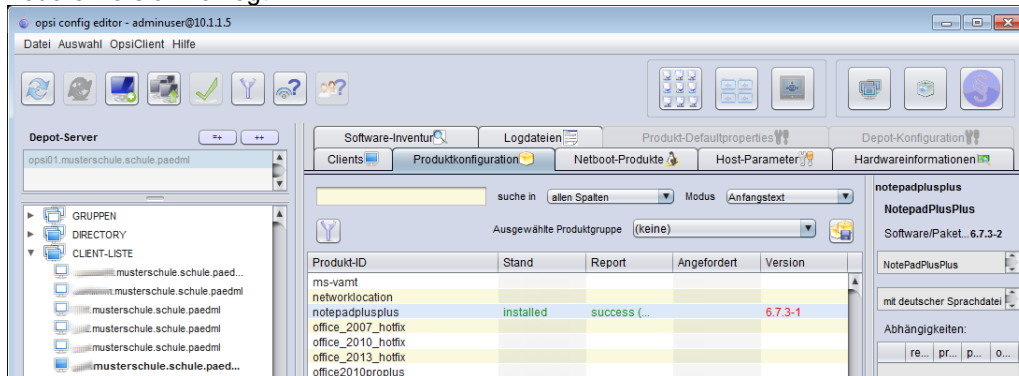 opsi config editor - adminuser@10.1.1.5
Datei Auswahl OpsiClient Hilfe
Depot-Server
=+
++
opsi01.musterschule.schule.paedml
GRUPPEN
DIRECTORY
CLIENT-LISTE
.musterschule.schule.paed...
.musterschule.schule.paedml
.musterschule.schule.paedml
.musterschule.schule.paedml
.musterschule.schule.paedml
.musterschule.schule.paed...
Software-Inventur
Logdateien
Produkt-Defaultproperties
Depot-Konfiguration
Clients
Produktkonfiguration
Netboot-Produkte
Host-Parameter
Hardwareinformationen
suche in
allen Spalten
Modus
Anfangstext
Ausgewählte Produktgruppe
(keine)
Produkt-ID Stand Report Angefordert Version
ms-vamt
networklocation
notepadplusplus installed success (... 6.7.3-1
office_2007_hotfix
office_2010_hotfix
office_2013_hotfix
office2010proplus
notepadplusplus
NotepadPlusPlus
Software/Paket...6.7.3-2
NotePadPlusPlus
mit deutscher Sprachdatei
Abhängigkeiten:
re... pr... p... o...